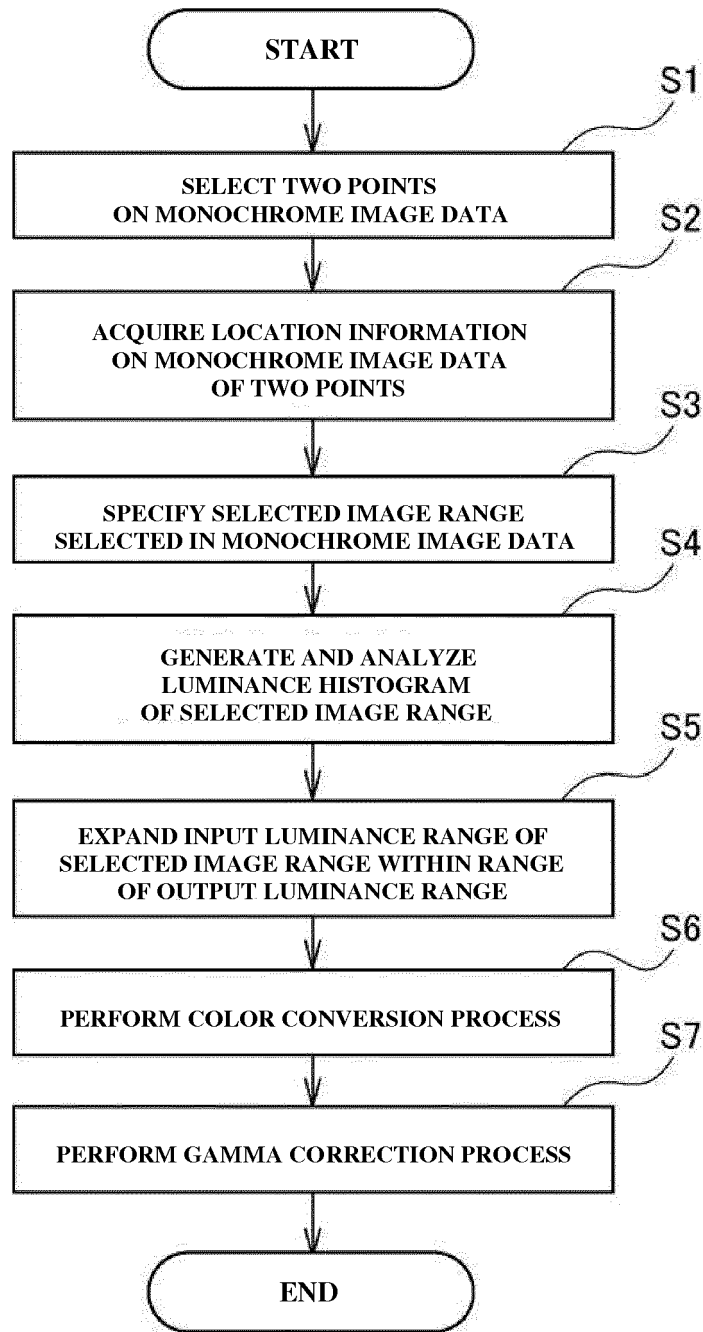 START
S1
SELECT TWO POINTS
ON MONOCHROME IMAGE DATA
S2
ACQUIRE LOCATION INFORMATION
ON MONOCHROME IMAGE DATA
OF TWO POINTS
S3
SPECIFY SELECTED IMAGE RANGE
SELECTED IN MONOCHROME IMAGE DATA
S4
GENERATE AND ANALYZE
LUMINANCE HISTOGRAM
OF SELECTED IMAGE RANGE
S5
EXPAND INPUT LUMINANCE RANGE OF
SELECTED IMAGE RANGE WITHIN RANGE
OF OUTPUT LUMINANCE RANGE
S6
PERFORM COLOR CONVERSION PROCESS
S7
PERFORM GAMMA CORRECTION PROCESS
END